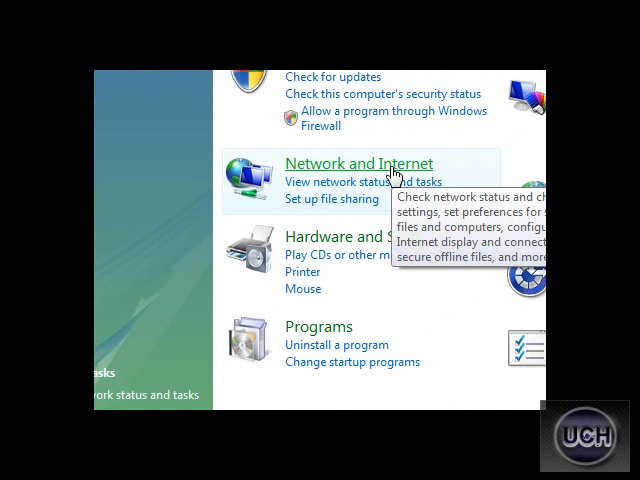 Check for updates
Check this computer's security status
Allow a program through Windows
Firewall
Network and Internet
View network status and tasks
Set up file sharing
Check network status and ch
settings, set preferences for s
files and computers, configu
Internet display and connect
secure offline files, and more
Hardware and S
Play CDs or other m
Printer
Mouse
Programs
Uninstall a program
Change startup programs
asks
ork status and tasks
UCH